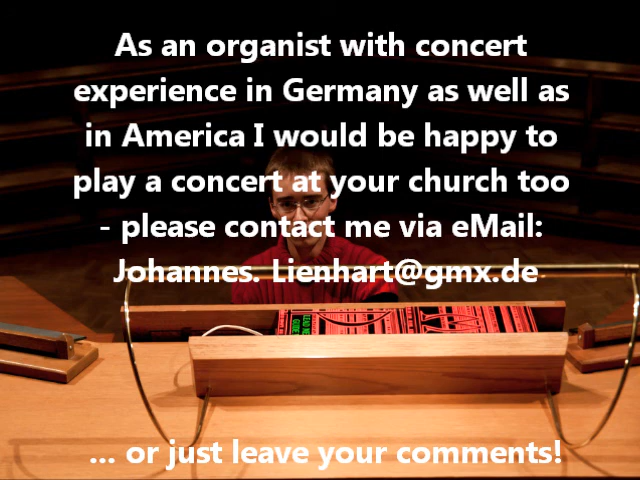 As an organist with concert
experience in Germany as well as
in America I would be happy to
play a concert at your church too
- please contact me via eMail:
Johannes. Lienhart@gmx.de
... or just leave your comments!